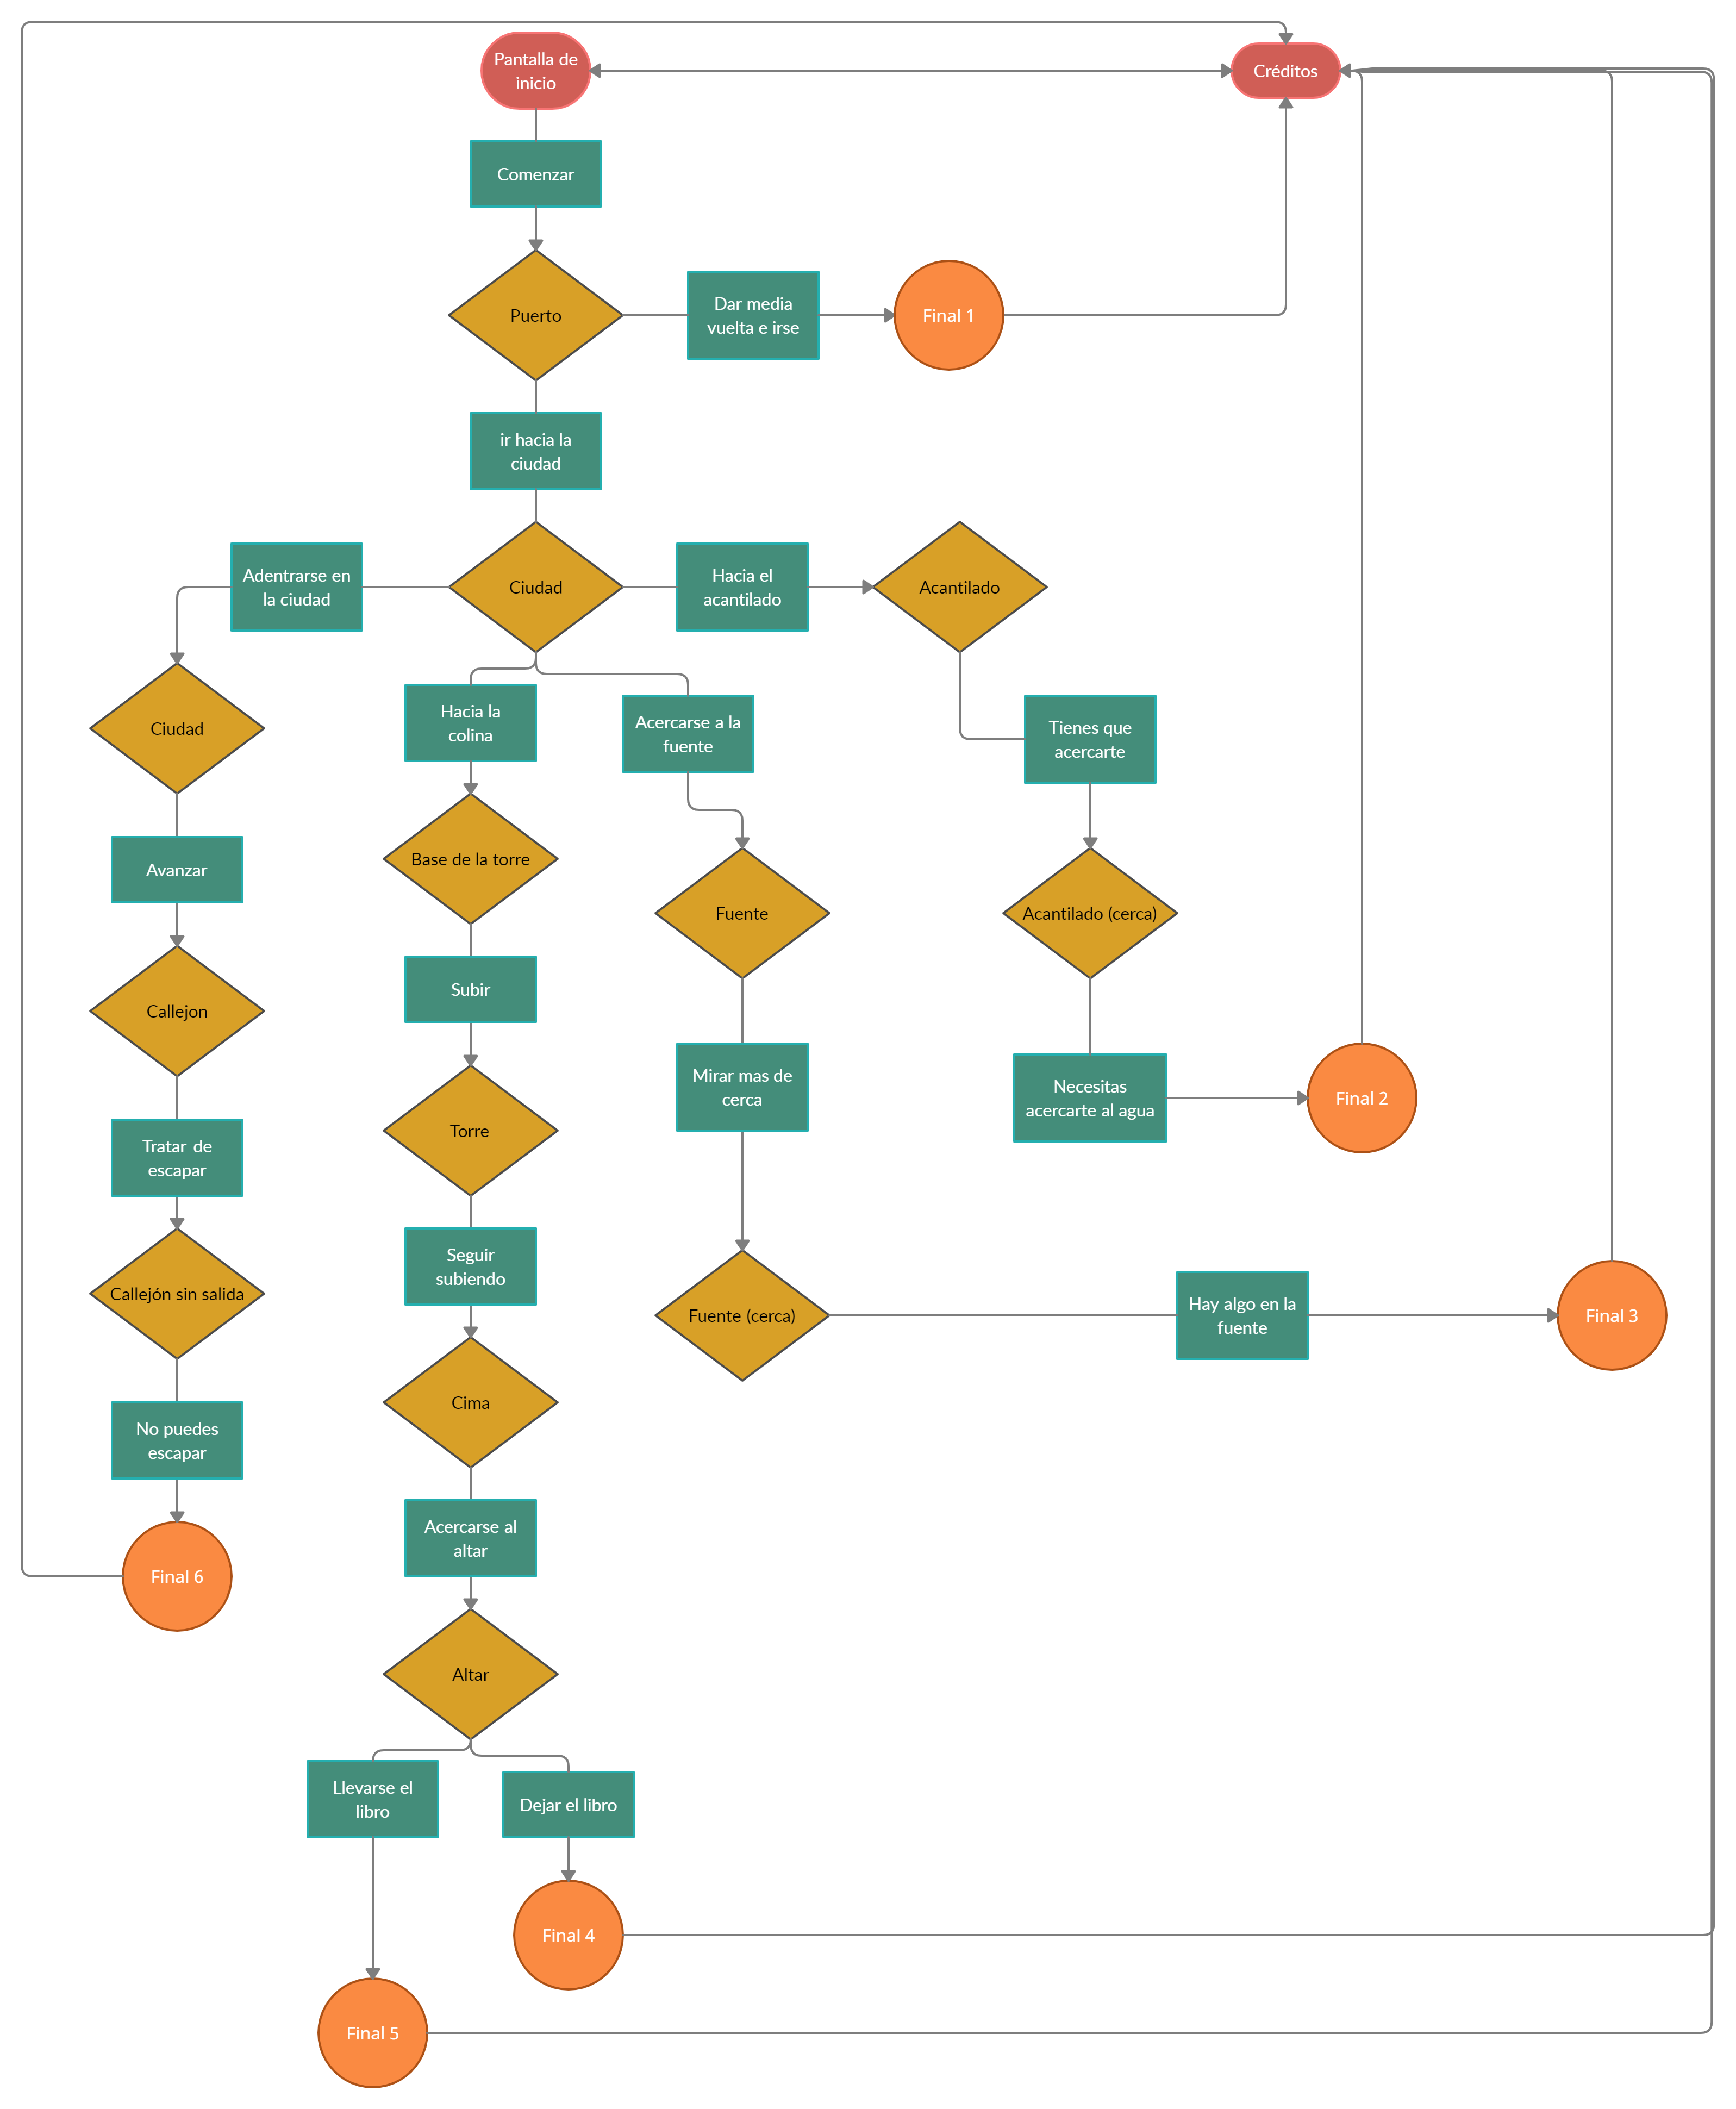 Pantalla de
inicio
Créditos
Comenzar
Puerto
Dar media
vuelta e irse
Final 1
ir hacia la
ciudad
Adentrarse en
la ciudad
Ciudad
Hacia el
acantilado
Acantilado
Ciudad
Hacia la
colina
Acercarse a la
fuente
Tienes que
acercarte
Avanzar
Base de la torre
Fuente
Acantilado (cerca)
Callejon
Subir
Mirar mas de
cerca
Necesitas
acercarte al agua
Final 2
Tratar de
escapar
Torre
Callejón sin salida
Seguir
subiendo
Fuente (cerca)
Hay algo en la
fuente
Final 3
No puedes
escapar
Cima
Final 6
Acercarse al
altar
Altar
Llevarse el
libro
Dejar el libro
Final 4
Final 5